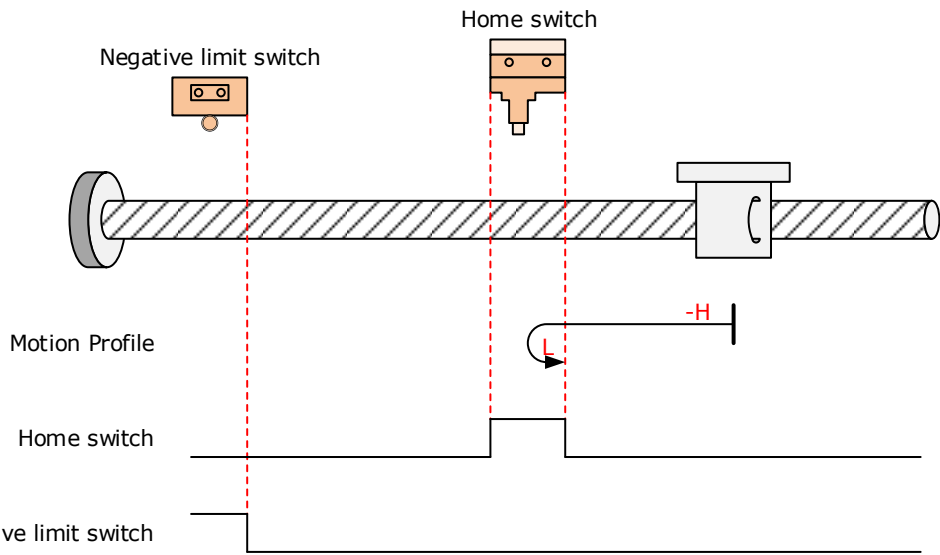 Home switch
Negative limit switch
-H
Motion Profile
L
Home switch
ve limit switch